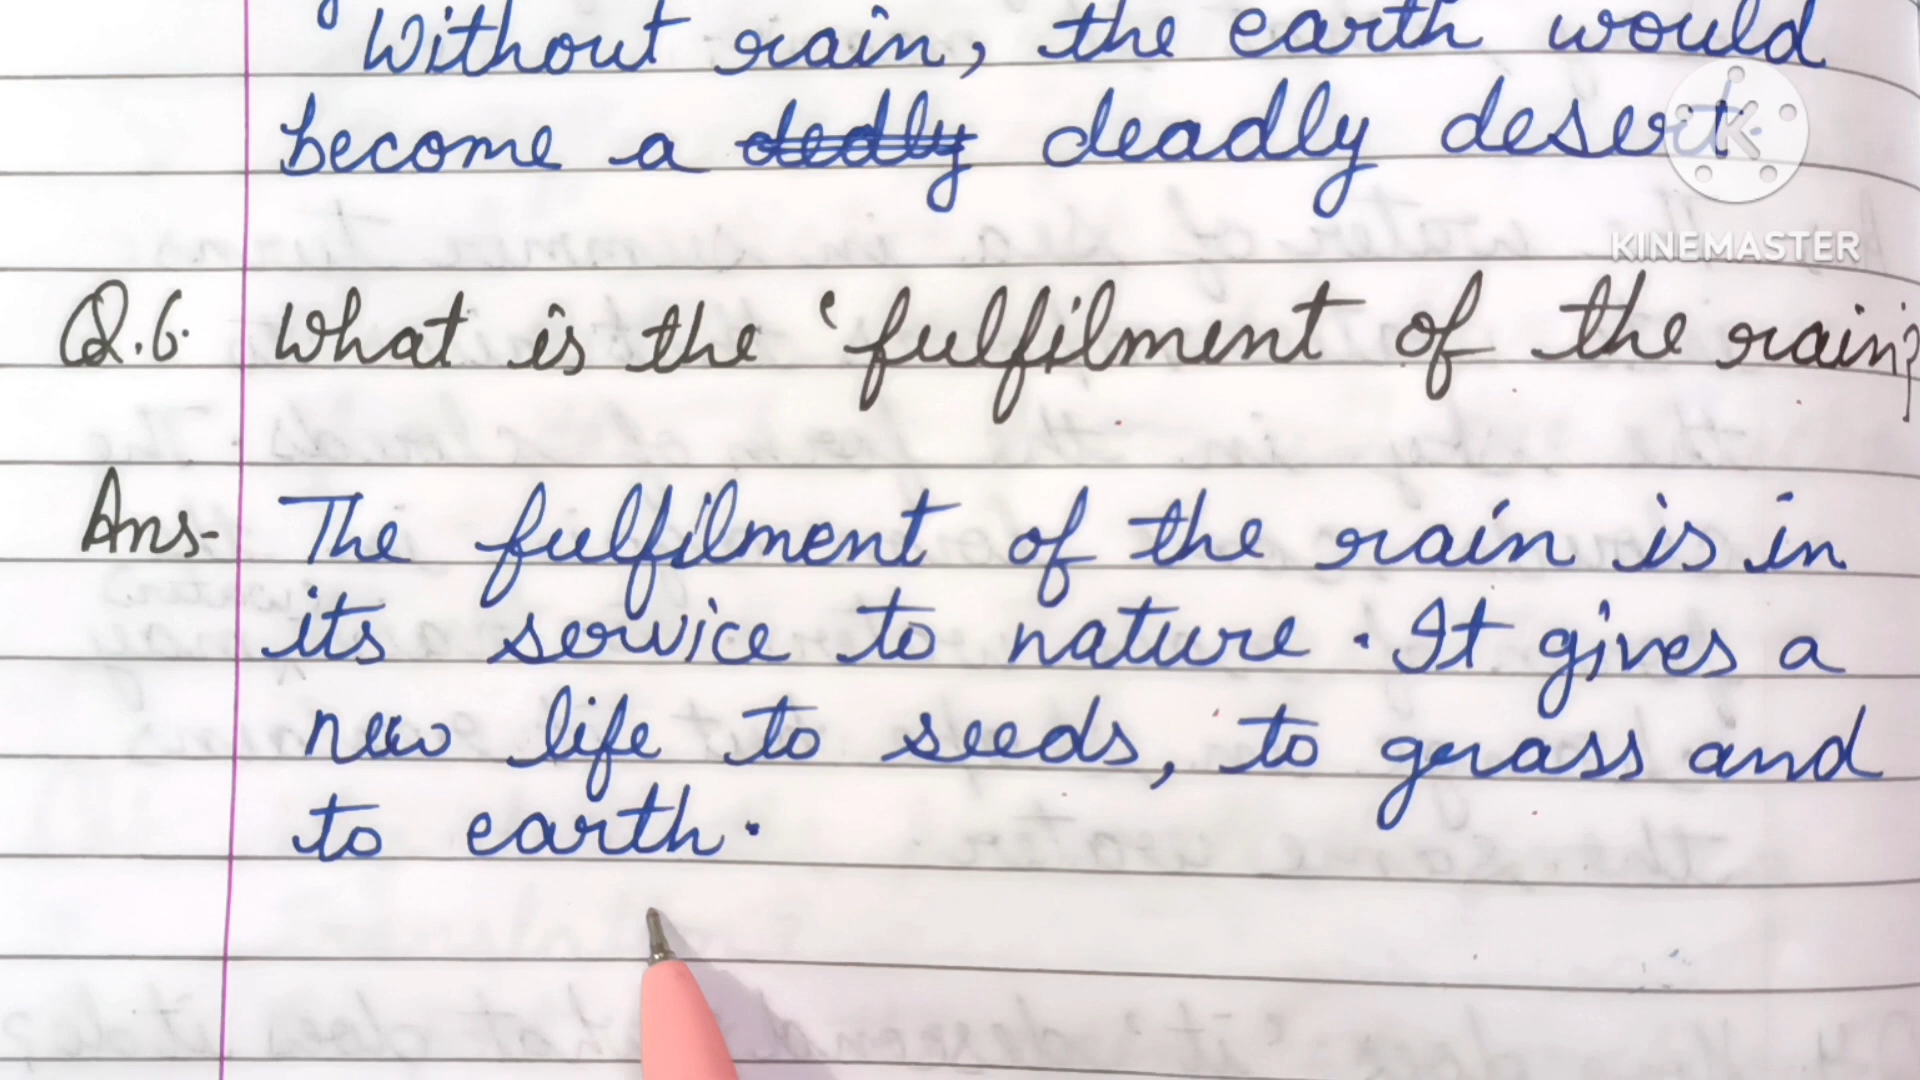 Without rain, the earth would
become a dedly deadly desert.
KINEMASTER
Q.6. What is the 'fulfilment of the rain?
Ans- The fulfilment of the rain is in
its service to nature. It gives a
new life to seeds, to grass and
to earth.